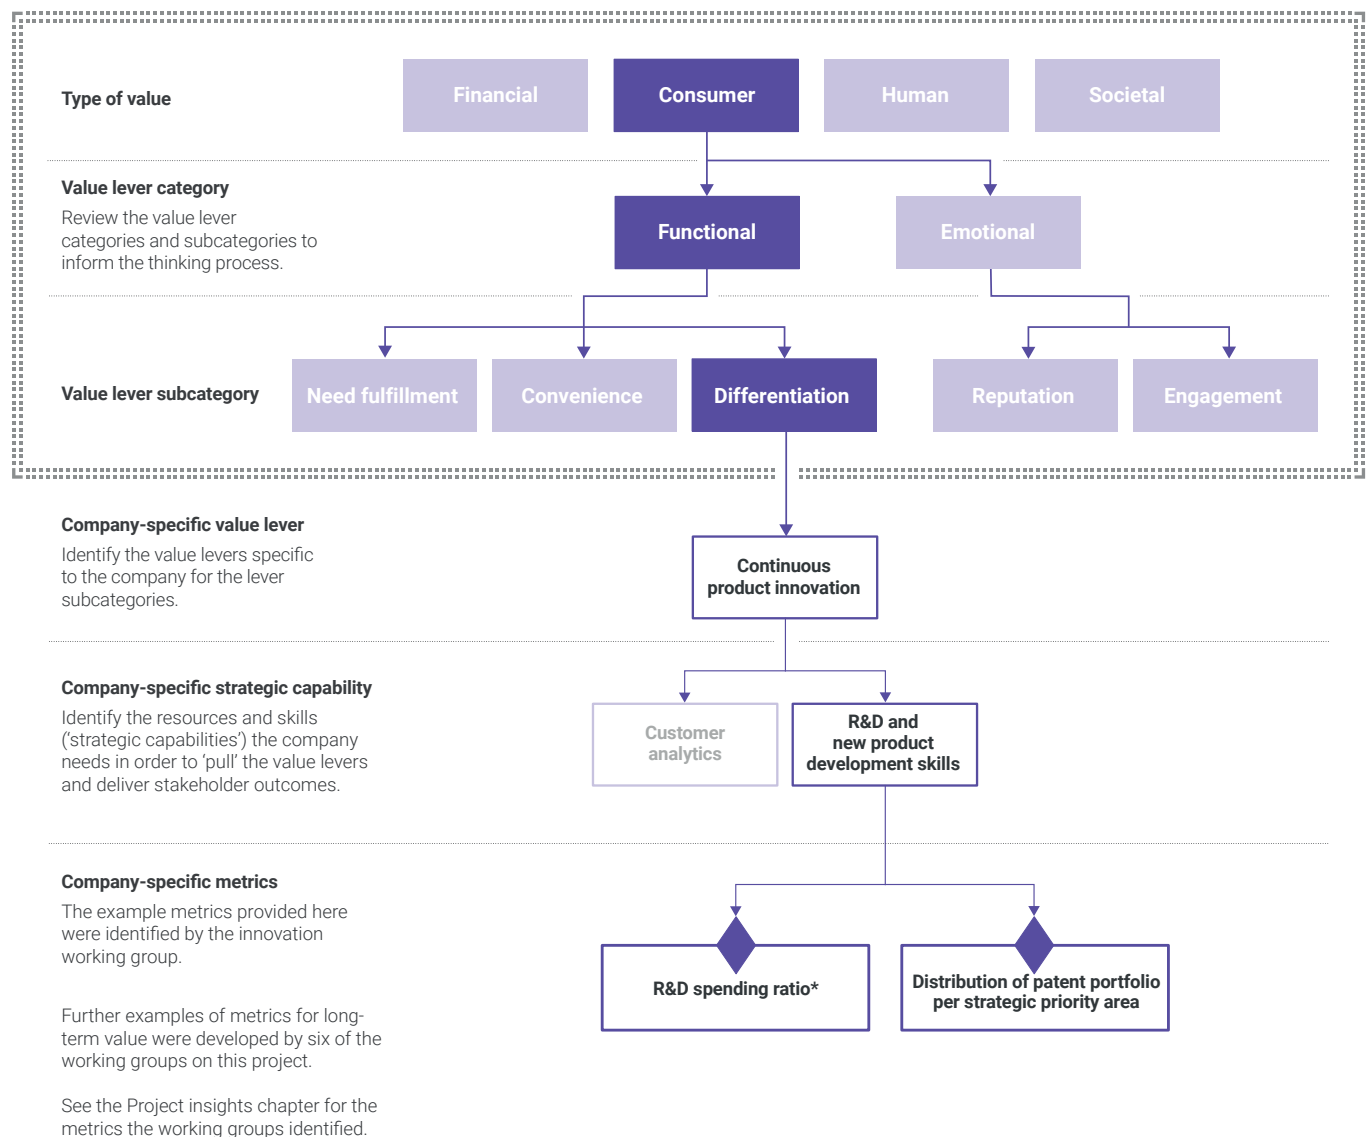 Type of value
Financial
Consumer
Human
Societal
Value lever category
Review the value lever
categories and subcategories to
inform the thinking process.
Functional
Emotional
Value lever subcategory
Need fulfillment
Convenience
Differentiation
Reputation
Engagement
Company-specific value lever
Identify the value levers specific
to the company for the lever
subcategories.
Continuous
product innovation
Company-specific strategic capability
Identify the resources and skills
(‘strategic capabilities’) the company
needs in order to ‘pull’ the value levers
and deliver stakeholder outcomes.
Customer
analytics
R&D and
new product
development skills
Company-specific metrics
The example metrics provided here
were identified by the innovation
working group.
Further examples of metrics for long-
term value were developed by six of the
working groups on this project.
See the Project insights chapter for the
metrics the working groups identified.
R&D spending ratio*
Distribution of patent portfolio
per strategic priority area